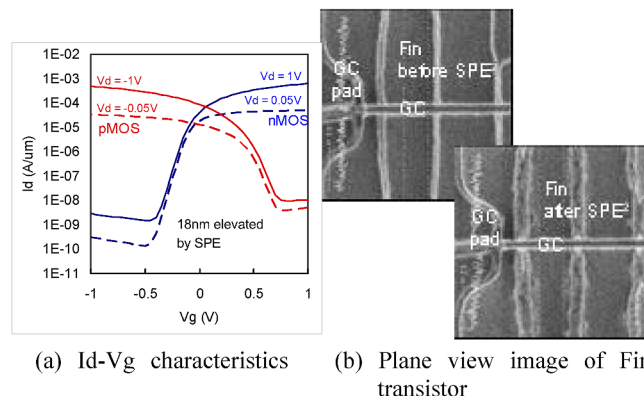 1E-02
1E-03
1E-04
1E-05
1E-06
1E-07
1E-08
1E-09
1E-10
1E-11
Id (A/um)
Vd = -1V
Vd = 1V
Vd = -0.05V
Vd = 0.05V
pMOS
nMOS
18nm elevated
by SPE
-1
-0.5
0
0.5
1
Vg (V)
(a) Id-Vg characteristics
Fin
before SPE
GC
pad
GC
Fin
after SPE
GC
pad
GC
(b) Plane view image of Fin
transistor